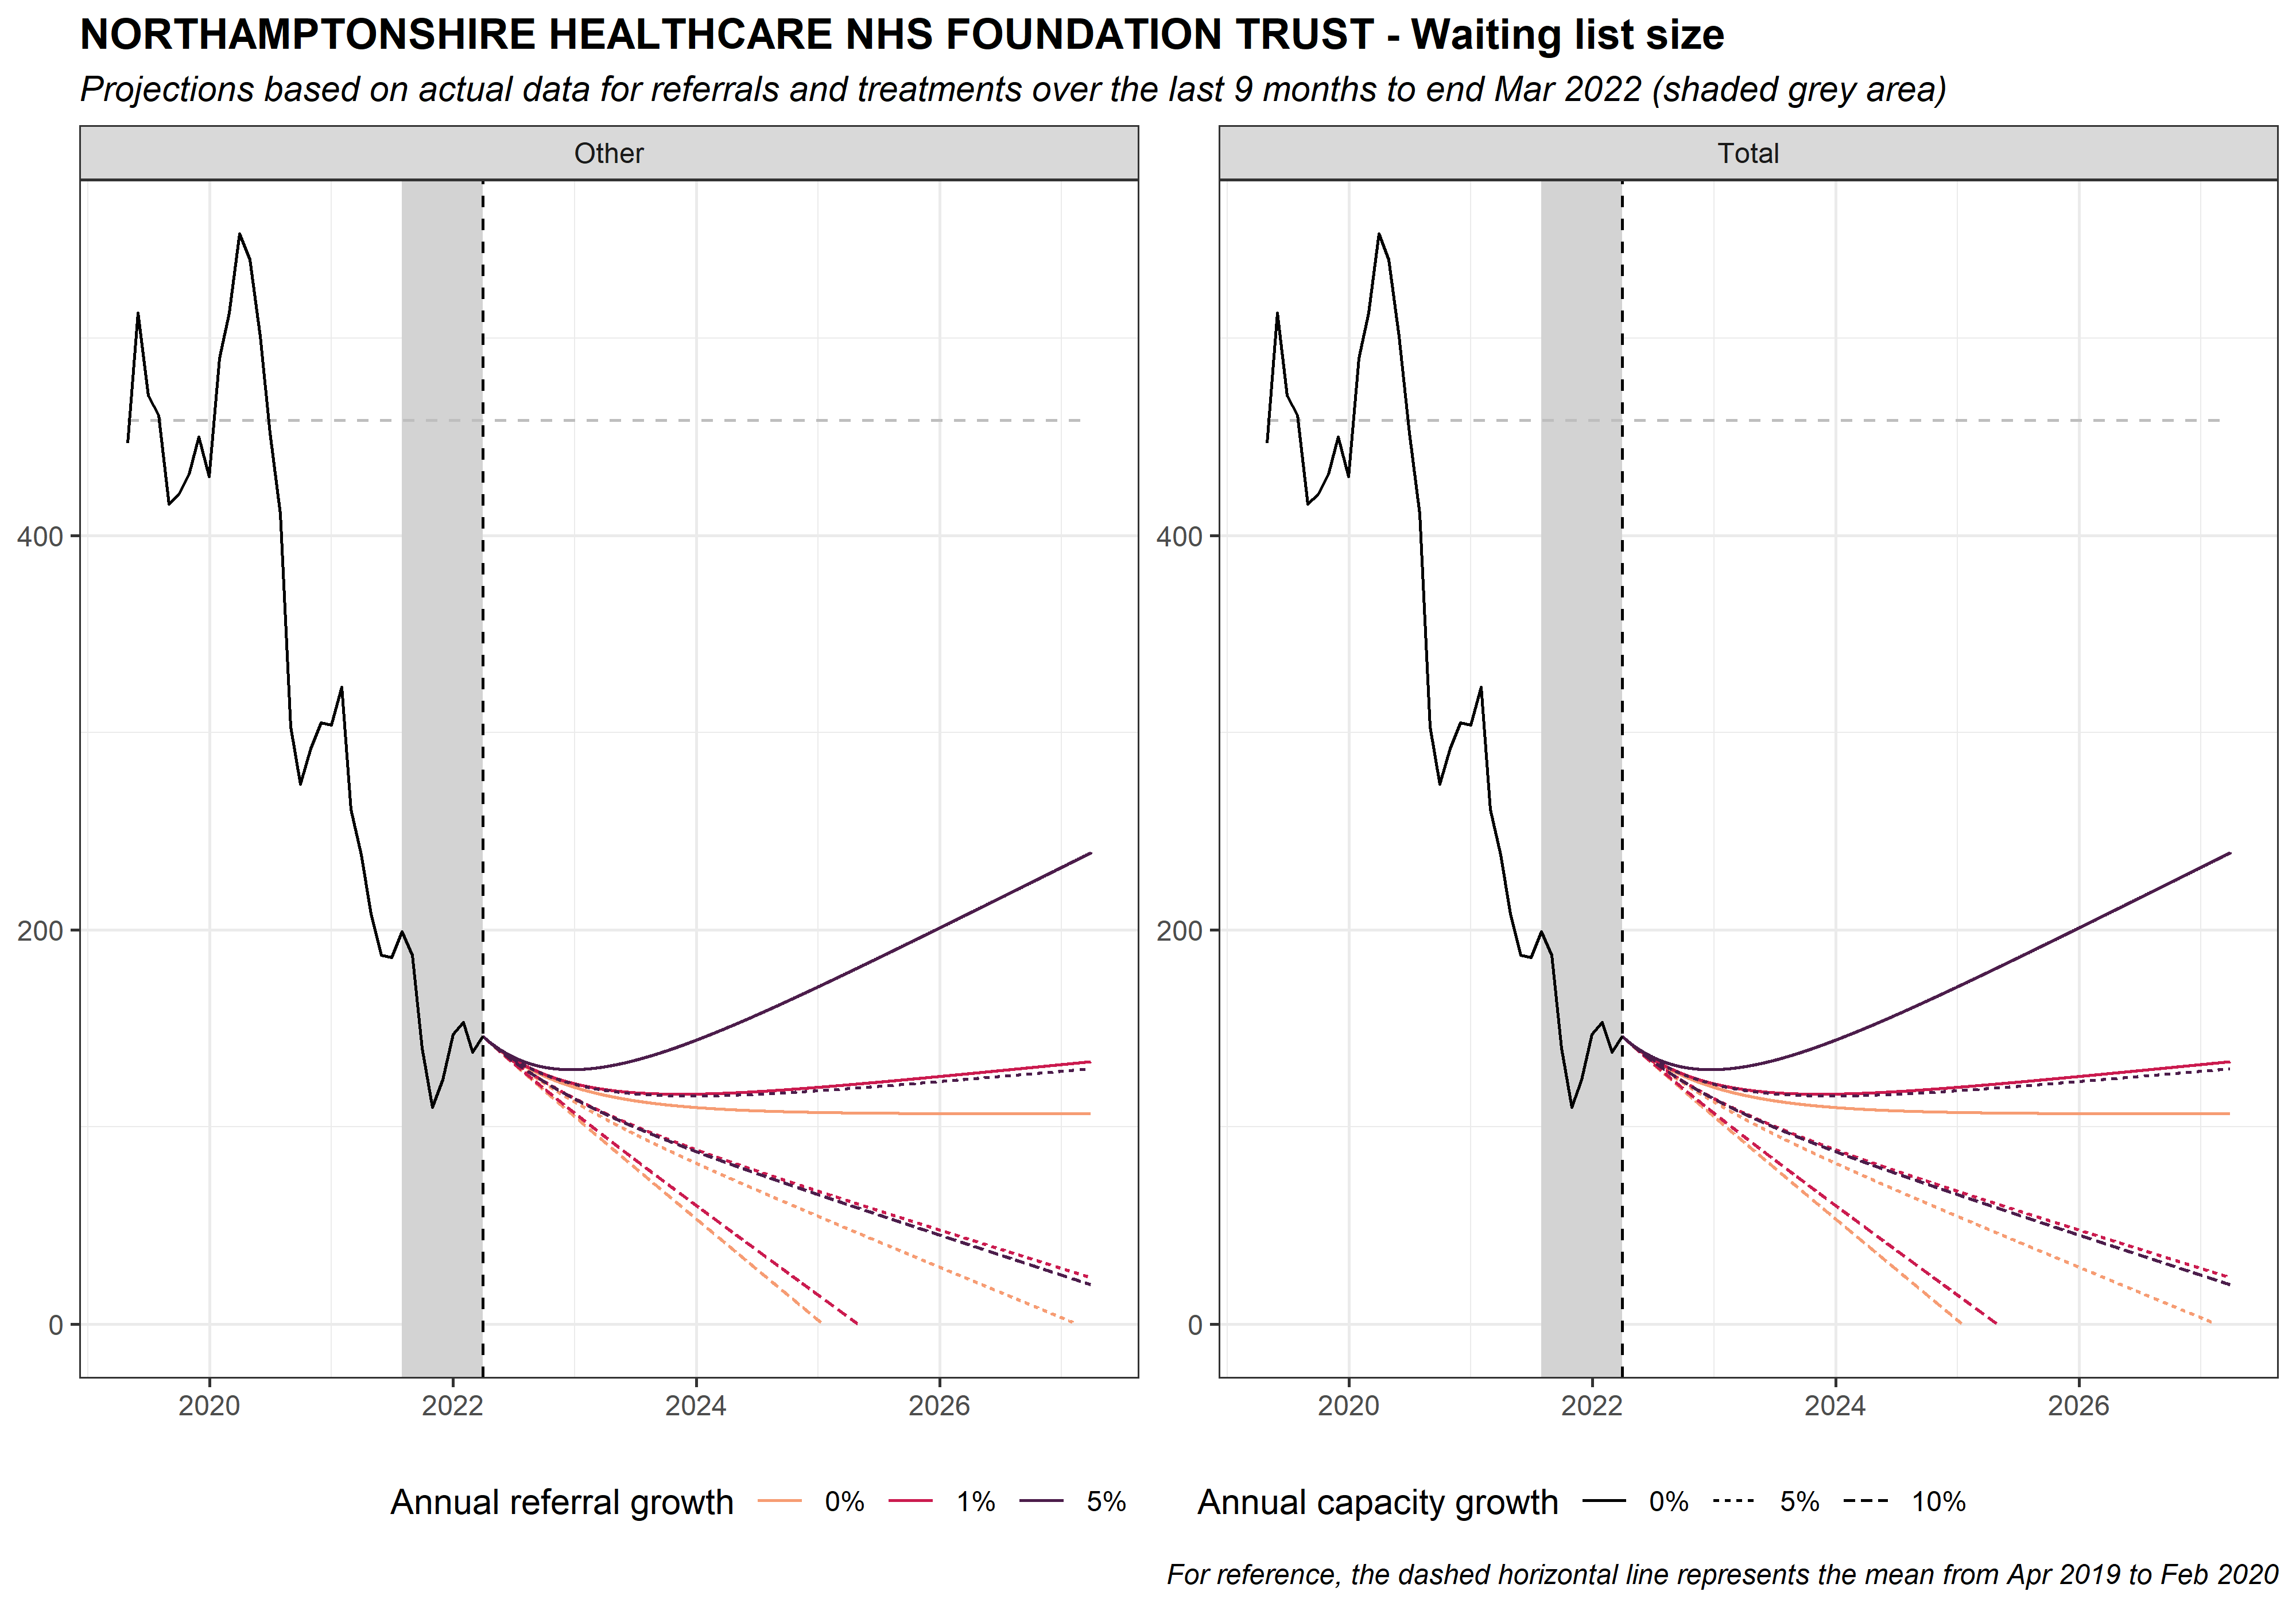 NORTHAMPTONSHIRE HEALTHCARE NHS FOUNDATION TRUST - Waiting list size
Projections based on actual data for referrals and treatments over the last 9 months to end Mar 2022 (shaded grey area)
Other
Total
400
200
0
400
200
0
2020 2022 2024 2026
2020 2022 2024 2026
Annual referral growth 0% 1% 5%
Annual capacity growth 0% 5% 10%
For reference, the dashed horizontal line represents the mean from Apr 2019 to Feb 2020